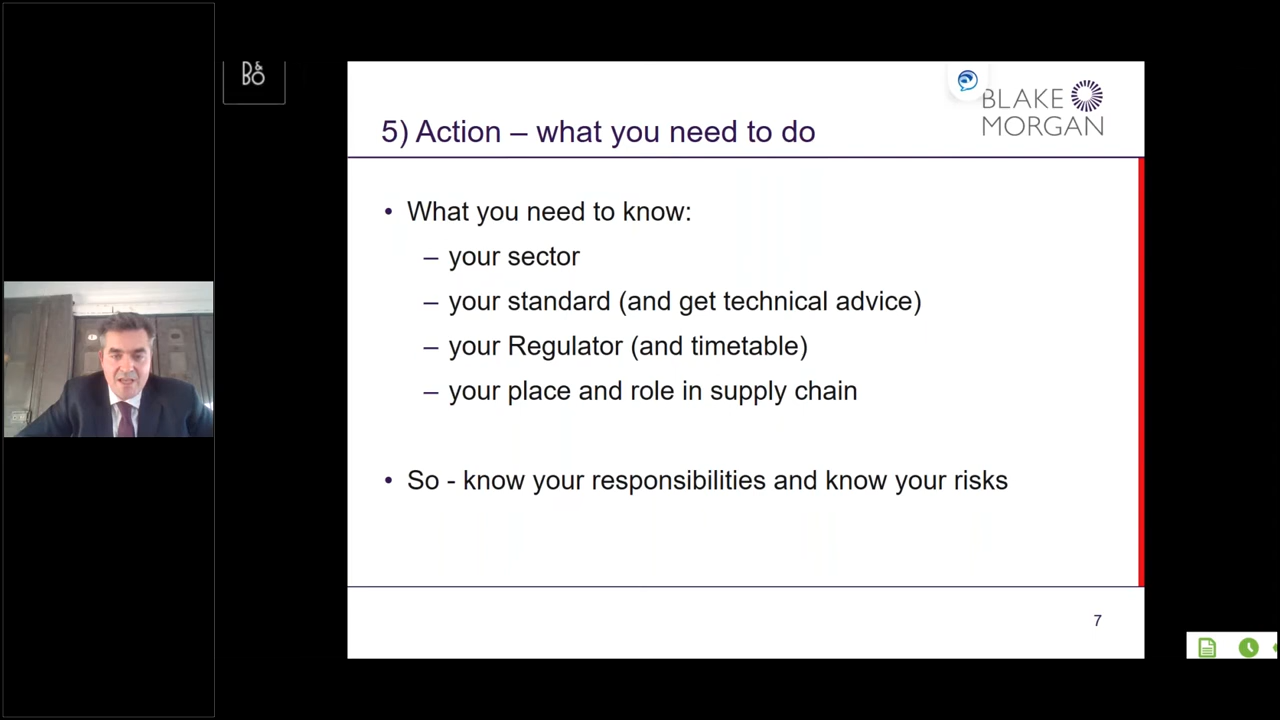 B&
BO
BLAKE
MORGAN
5) Action – what you need to do
• What you need to know:
– your sector
– your standard (and get technical advice)
– your Regulator (and timetable)
– your place and role in supply chain
• So - know your responsibilities and know your risks
7